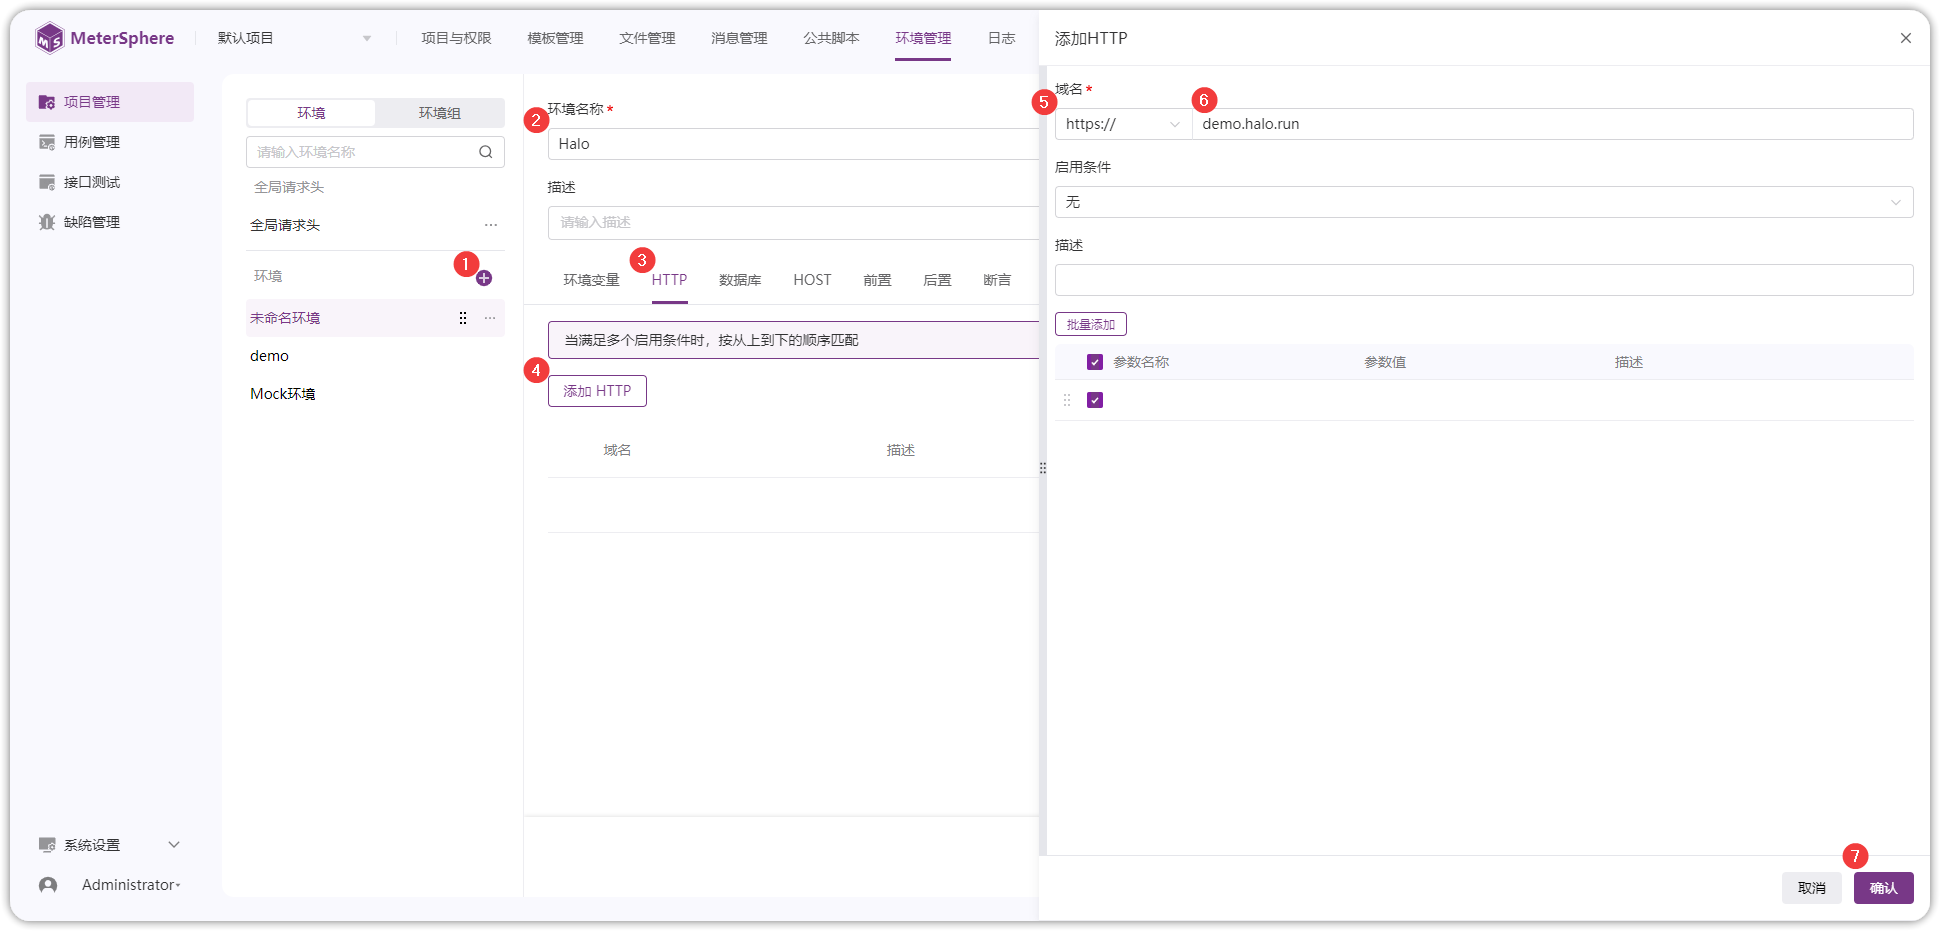 MeterSphere
默认项目
项目与权限
模板管理
文件管理
消息管理
公共脚本
环境管理
日志
项目管理
用例管理
接口测试
缺陷管理
系统设置
Administrator
环境
环境组
请输入环境名称
全局请求头
全局请求头
1
环境
未命名环境
demo
Mock环境
2
环境名称 *
Halo
描述
请输入描述
3
环境变量
HTTP
数据库
HOST
前置
后置
断言
当满足多个启用条件时，按从上到下的顺序匹配
4
添加 HTTP
域名
描述
添加HTTP
5
域名 *
6
https://
demo.halo.run
启用条件
无
描述
批量添加
参数名称
参数值
描述
7
取消
确认